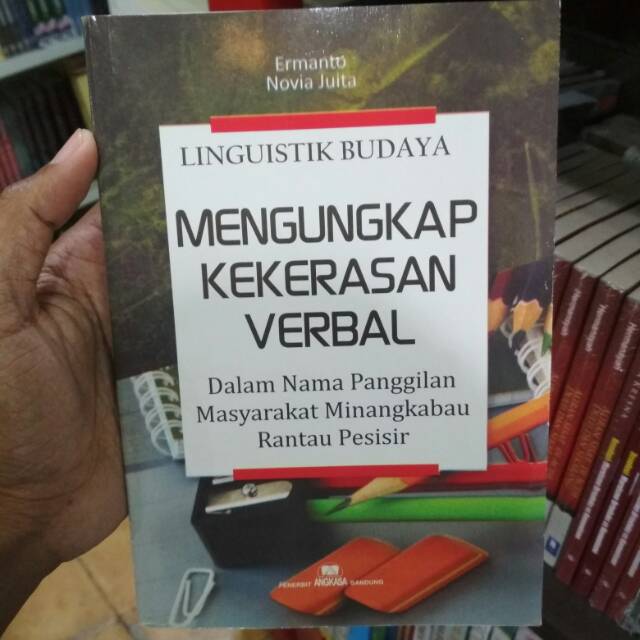 Ermanto
Novia Juita
LINGUISTIK BUDAYA
MENGUNGKAP
KEKERASAN
VERBAL
Dalam Nama Panggilan
Masyarakat Minangkabau
Rantau Pesisir
PENERBIT ANGKASA BANDUNG